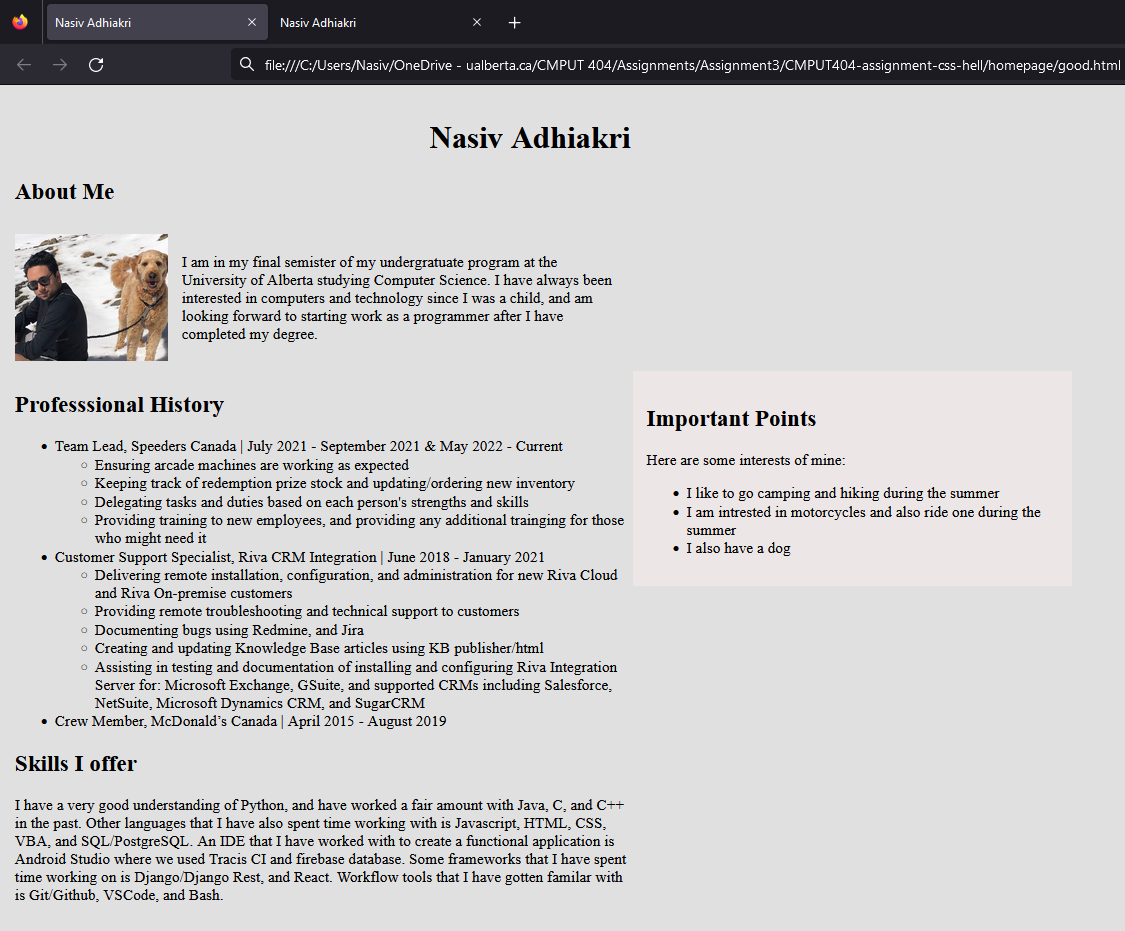 Nasiv Adhiakri
Nasiv Adhiakri
file:///C:/Users/Nasiv/OneDrive - ualberta.ca/CMPUT 404/Assignments/Assignment3/CMPUT404-assignment-css-hell/homepage/good.html
Nasiv Adhiakri
About Me
I am in my final semister of my undergratuate program at the
University of Alberta studying Computer Science. I have always been
interested in computers and technology since I was a child, and am
looking forward to starting work as a programmer after I have
completed my degree.
Professsional History
• Team Lead, Speeders Canada | July 2021 - September 2021 & May 2022 - Current
○ Ensuring arcade machines are working as expected
○ Keeping track of redemption prize stock and updating/ordering new inventory
○ Delegating tasks and duties based on each person's strengths and skills
○ Providing training to new employees, and providing any additional trainging for those
who might need it
• Customer Support Specialist, Riva CRM Integration | June 2018 - January 2021
○ Delivering remote installation, configuration, and administration for new Riva Cloud
and Riva On-premise customers
○ Providing remote troubleshooting and technical support to customers
○ Documenting bugs using Redmine, and Jira
○ Creating and updating Knowledge Base articles using KB publisher/html
○ Assisting in testing and documentation of installing and configuring Riva Integration
Server for: Microsoft Exchange, GSuite, and supported CRMs including Salesforce,
NetSuite, Microsoft Dynamics CRM, and SugarCRM
• Crew Member, McDonald’s Canada | April 2015 - August 2019
Skills I offer
I have a very good understanding of Python, and have worked a fair amount with Java, C, and C++
in the past. Other languages that I have also spent time working with is Javascript, HTML, CSS,
VBA, and SQL/PostgreSQL. An IDE that I have worked with to create a functional application is
Android Studio where we used Tracis CI and firebase database. Some frameworks that I have spent
time working on is Django/Django Rest, and React. Workflow tools that I have gotten familar with
is Git/Github, VSCode, and Bash.
Important Points
Here are some interests of mine:
• I like to go camping and hiking during the summer
• I am intrested in motorcycles and also ride one during the
summer
• I also have a dog